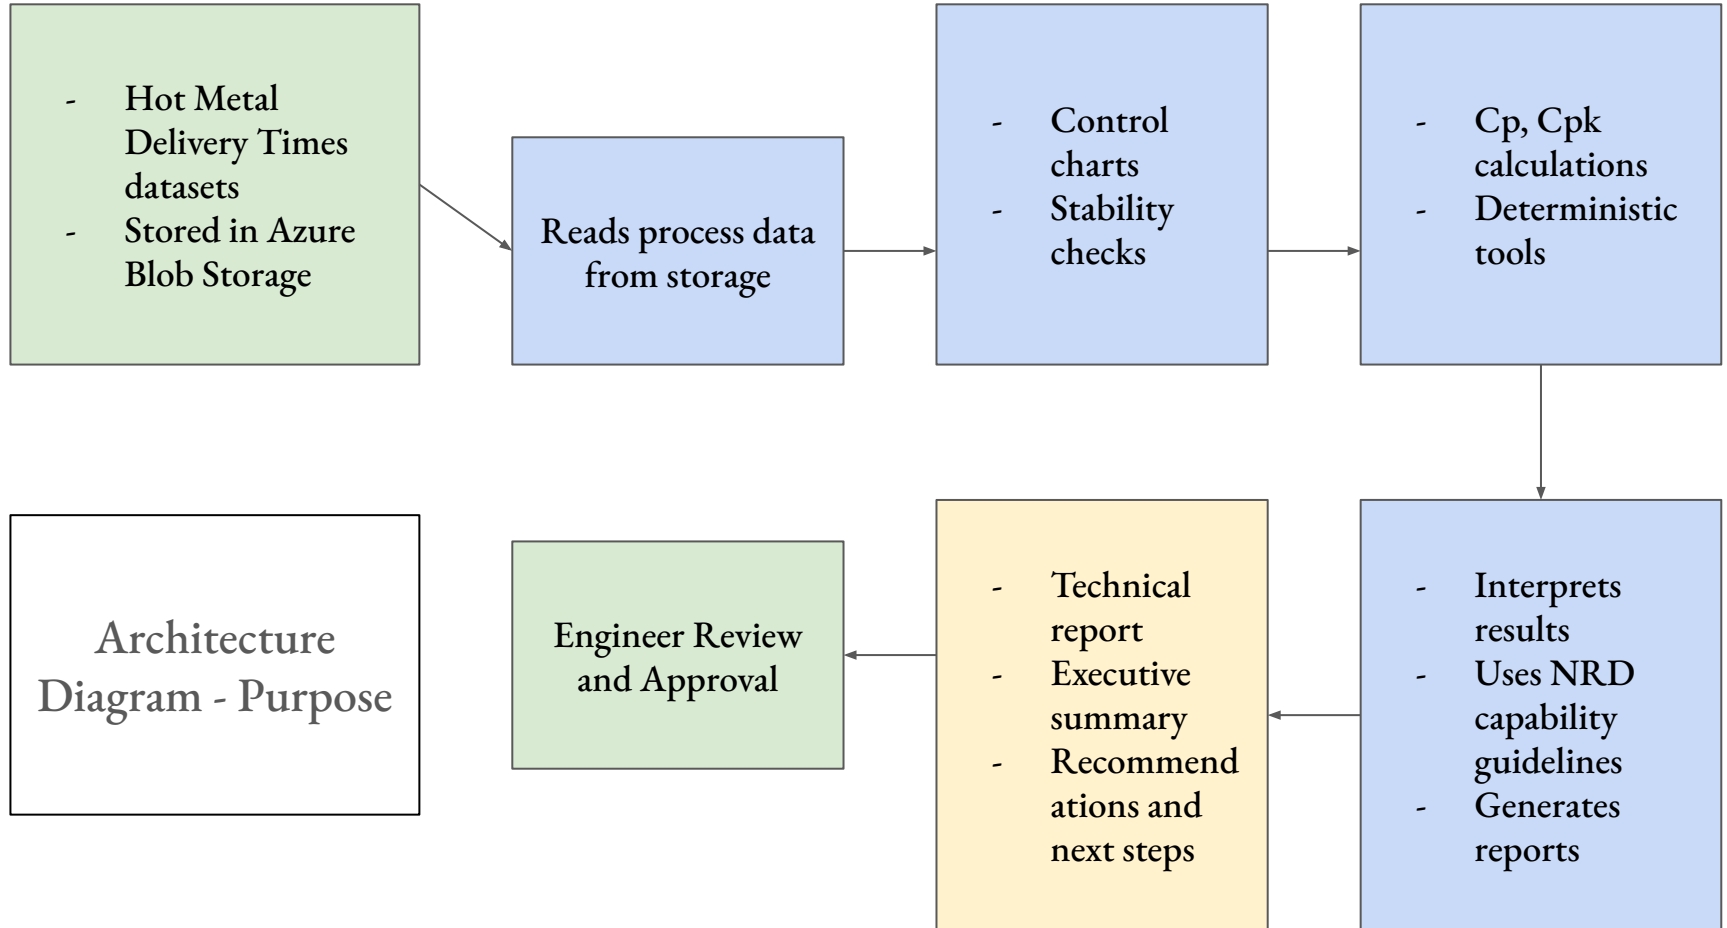 - Hot Metal
Delivery Times
datasets
- Stored in Azure
Blob Storage
Reads process data
from storage
- Control
charts
- Stability
checks
- Cp, Cpk
calculations
- Deterministic
tools
Architecture
Diagram - Purpose
Engineer Review
and Approval
- Technical
report
- Executive
summary
- Recommend
ations and
next steps
- Interprets
results
- Uses NRD
capability
guidelines
- Generates
reports